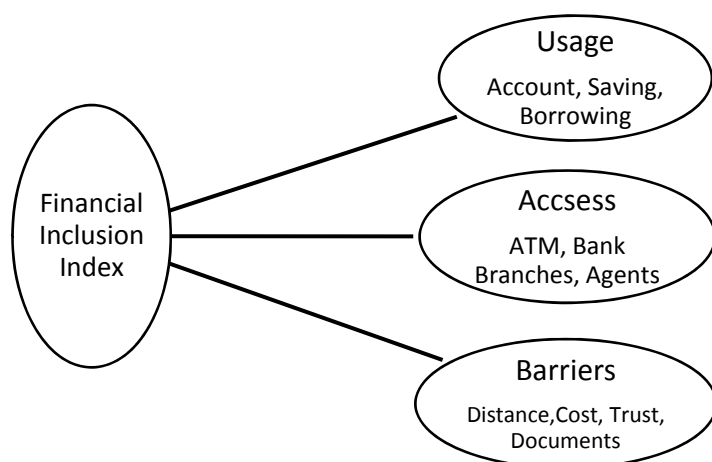 Financial
Inclusion
Index
Usage
Account, Saving,
Borrowing
Accsess
ATM, Bank
Branches, Agents
Barriers
Distance,Cost, Trust,
Documents